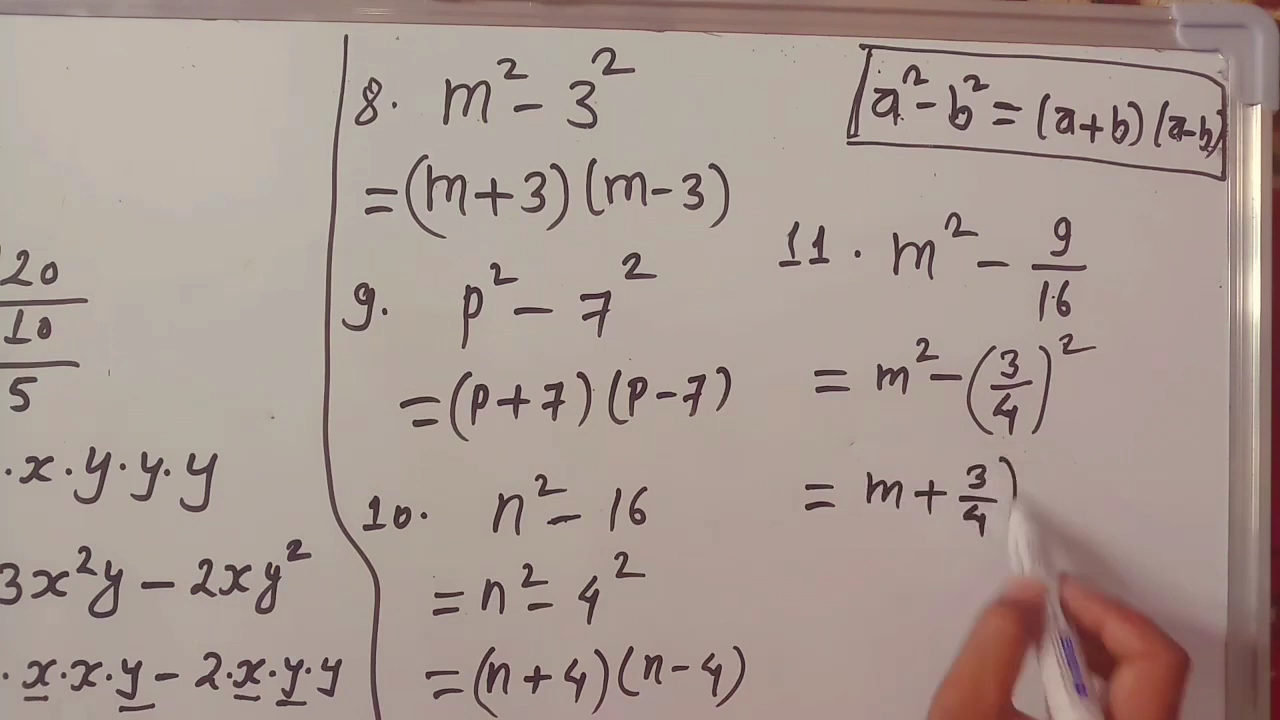 20
10
5
·x·y·y·y
3x²y − 2xy²
·x·x·y − 2·x·y·y
8. m² − 3²
= (m + 3) (m − 3)
9. p² − 7²
= (p + 7) (p − 7)
10. n² − 16
= n² − 4²
= (n + 4) (n − 4)
a² − b² = (a + b) (a − b)
11. m² − 9/16
= m² − (3/4)²
= m + 3/4)